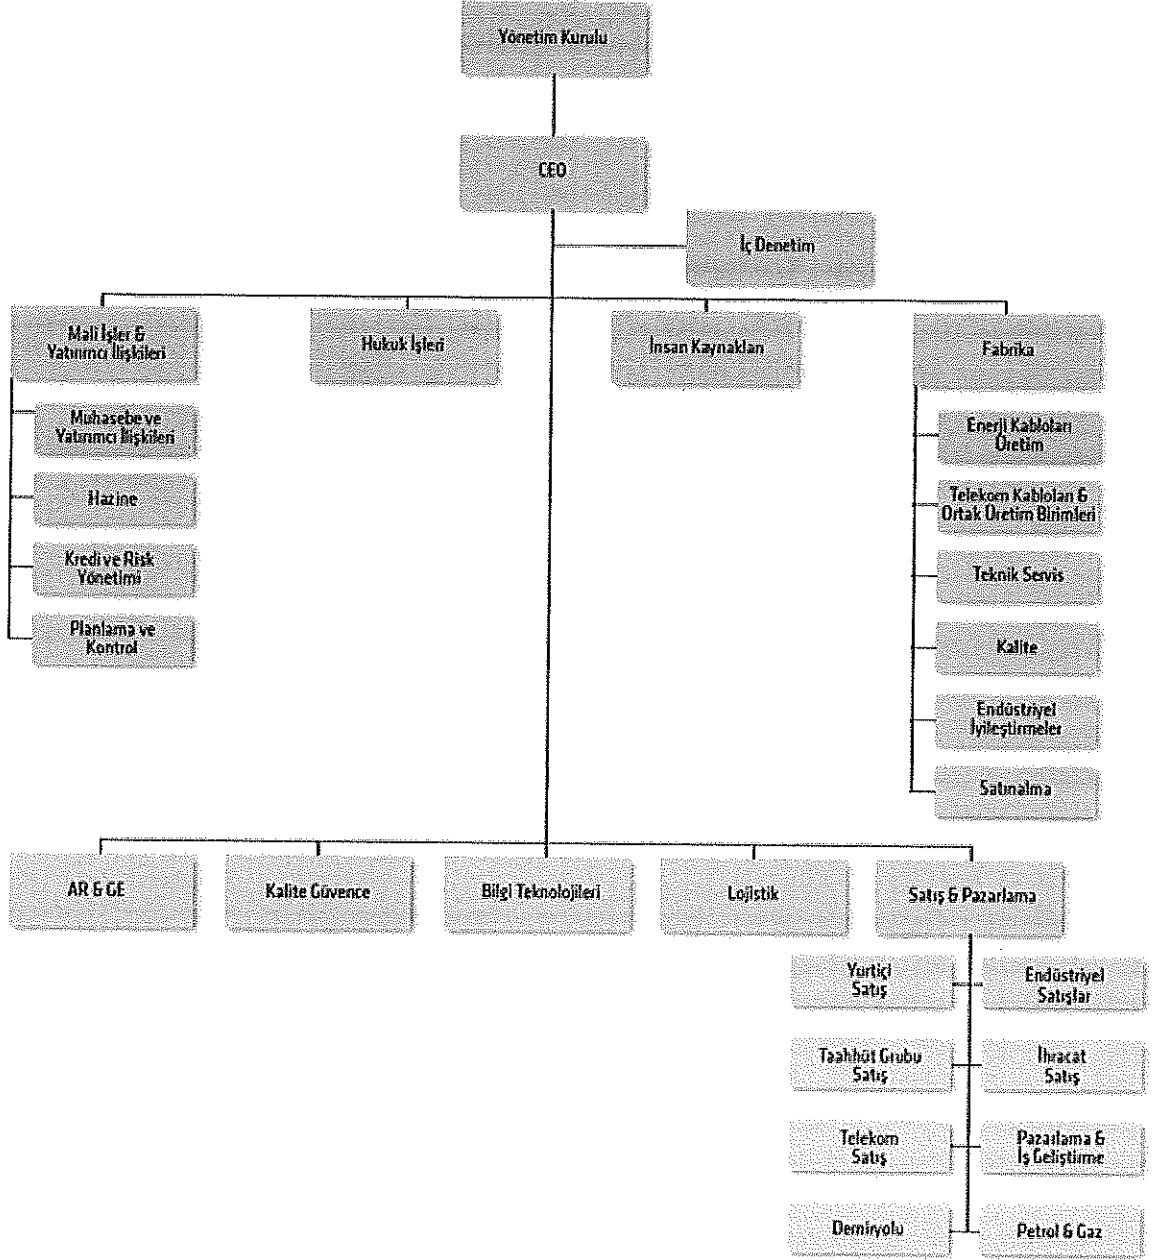 Yönetim Kurulu
CEO
İç Denetim
Mali İşler &
Yatırımcı İlişkileri
Hukuk İşleri
İnsan Kaynakları
Fabrika
Muhasebe ve
Yatırımcı İlişkileri
Hazine
Kredi ve Risk
Yönetimi
Planlama ve
Kontrol
Enerji Kabloları
Üretim
Telekom Kabloları &
Ortak Üretim Birimleri
Teknik Servis
Kalite
Endüstriyel
İyileştirmeler
Satınalma
AR & GE
Kalite Güvence
Bilgi Teknolojileri
Lojistik
Satış & Pazarlama
Yurtiçi
Satış
Endüstriyel
Satışlar
Taahhüt Grubu
Satış
İhracat
Satış
Telekom
Satış
Pazarlama &
İş Geliştirme
Demiryolu
Petrol & Gaz